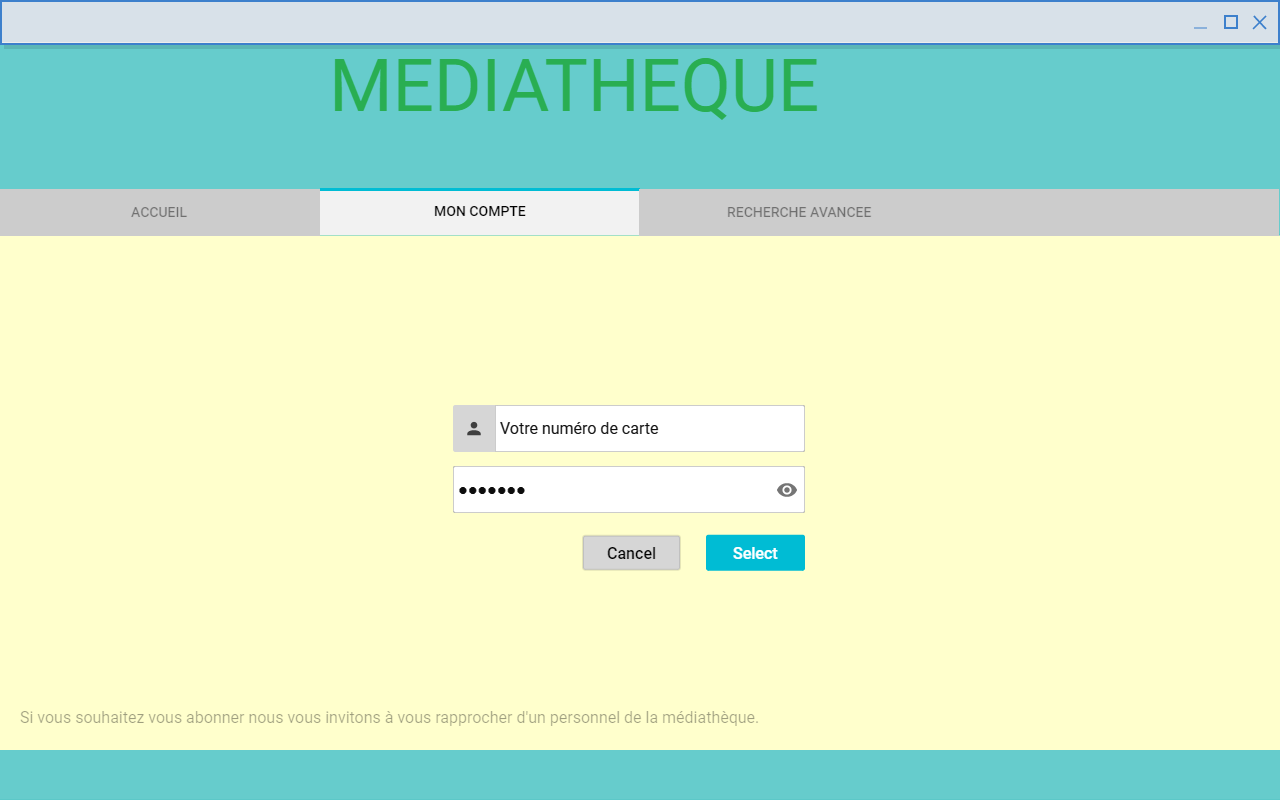 MEDIATHEQUE
ACCUEIL
MON COMPTE
RECHERCHE AVANCEE
Votre numéro de carte
•••••••
Cancel
Select
Si vous souhaitez vous abonner nous vous invitons à vous rapprocher d'un personnel de la médiathèque.